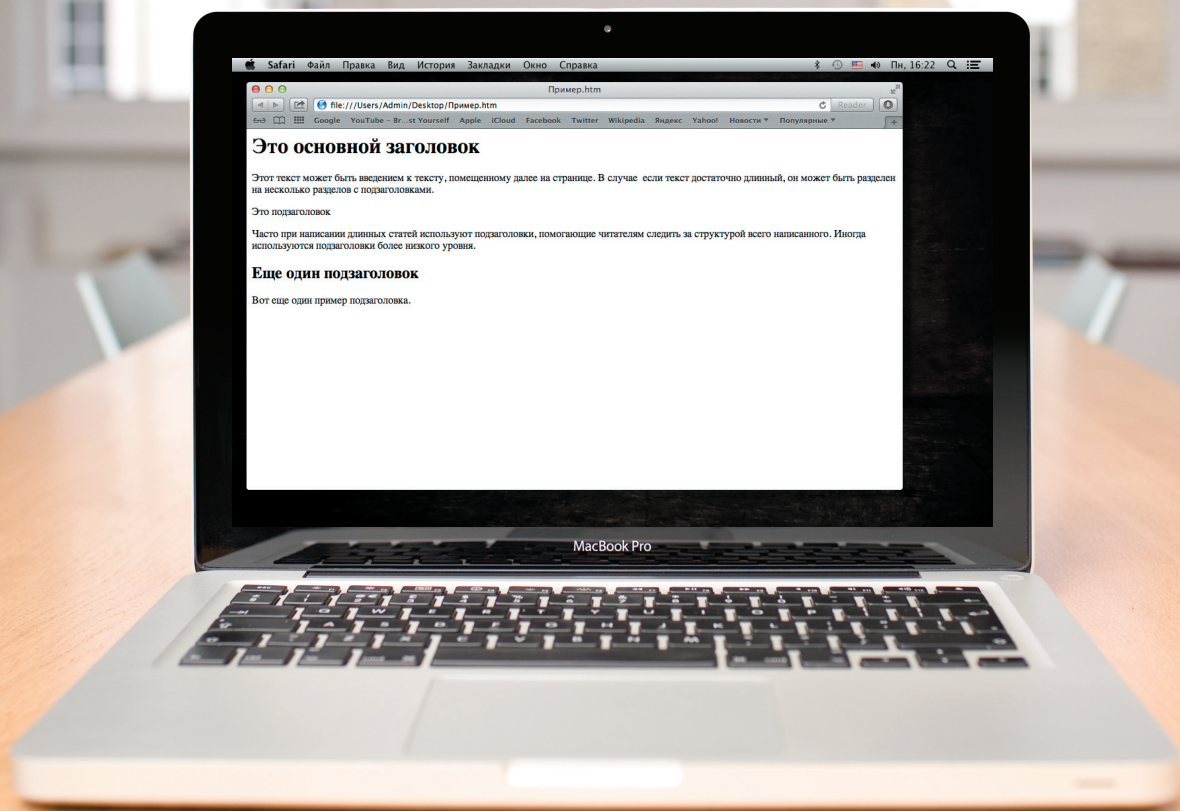 Safari Файл Правка Вид История Закладки Окно Справка Пн, 16:22
Пример.htm
file:///Users/Admin/Desktop/Пример.htm Reader
Google YouTube – Br...st Yourself Apple iCloud Facebook Twitter Wikipedia Яндекс Yahoo! Новости Популярные
Это основной заголовок
Этот текст может быть введением к тексту, помещенному далее на странице. В случае если текст достаточно длинный, он может быть разделен
на несколько разделов с подзаголовками.
Это подзаголовок
Часто при написании длинных статей используют подзаголовки, помогающие читателям следить за структурой всего написанного. Иногда
используются подзаголовки более низкого уровня.
Еще один подзаголовок
Вот еще один пример подзаголовка.
MacBook Pro